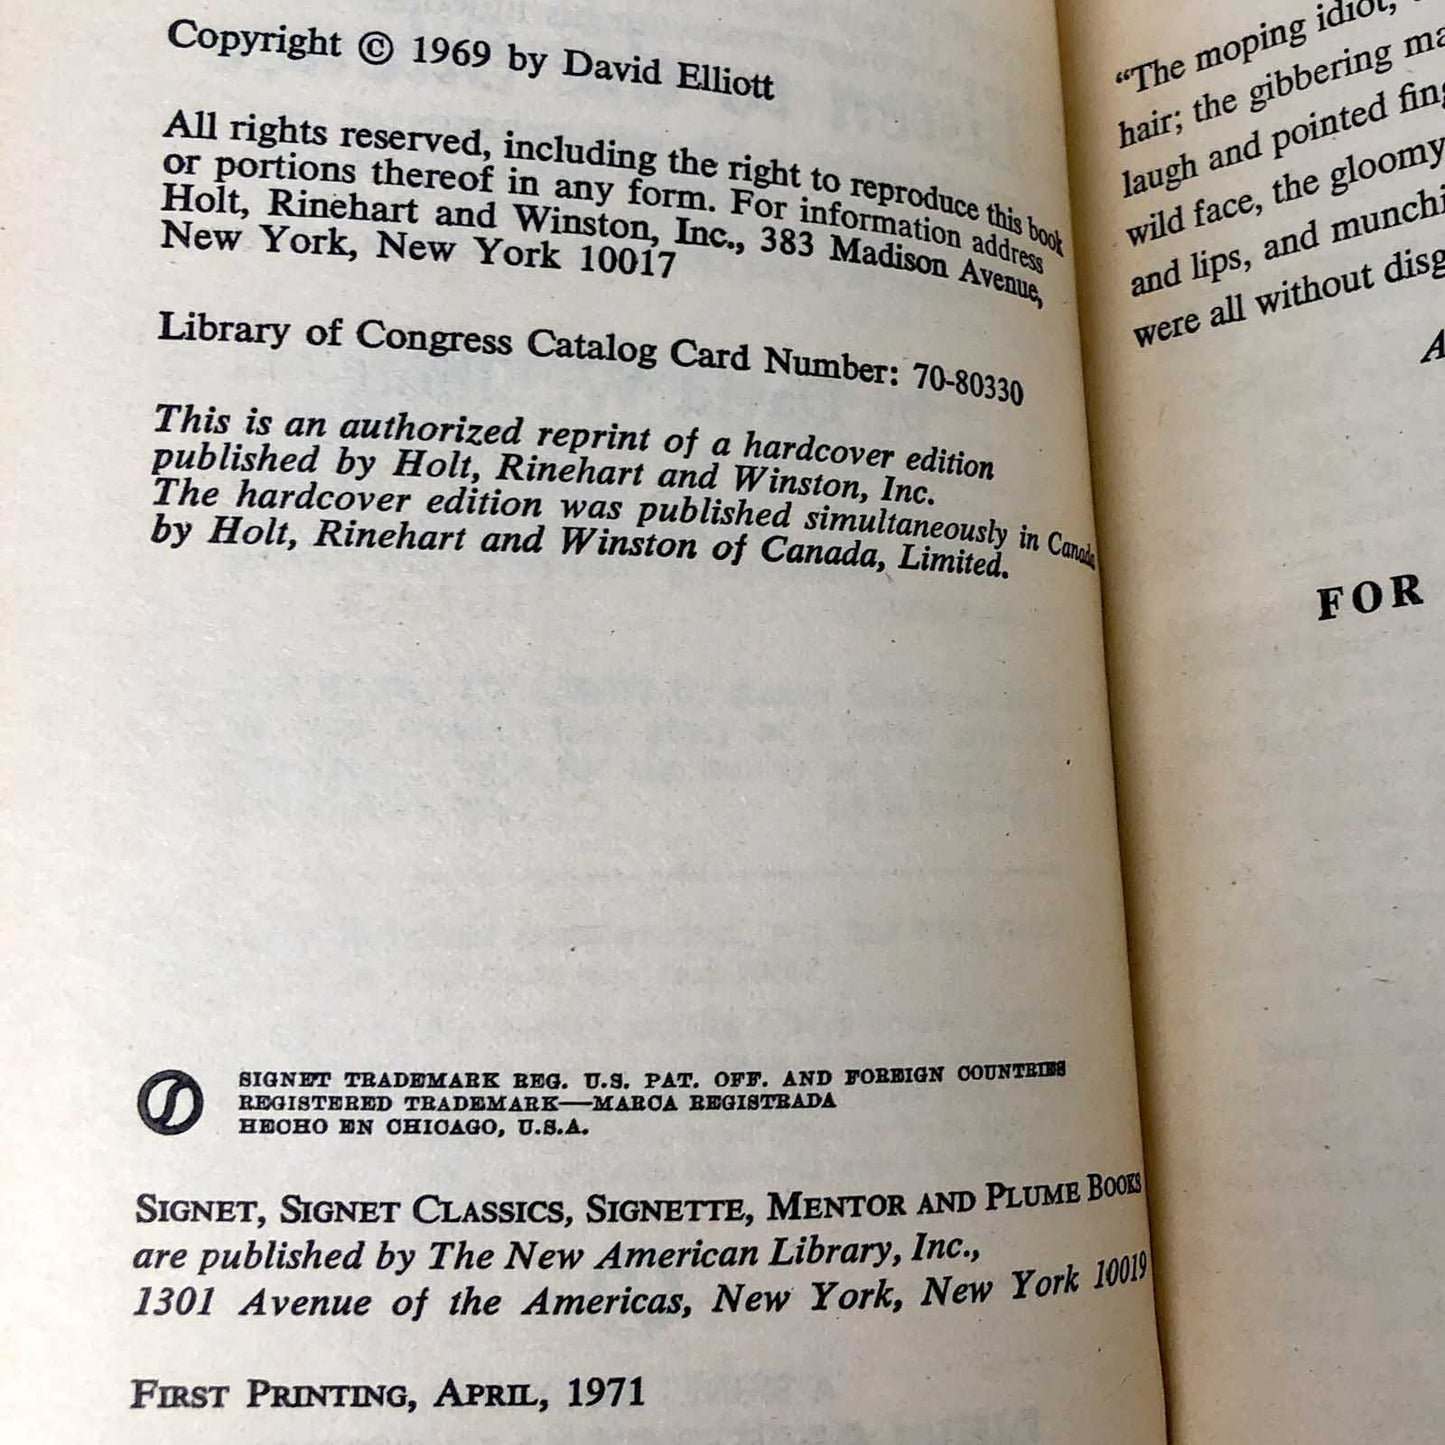 Copyright © 1969 by David Elliott
All rights reserved, including the right to reproduce this book
or portions thereof in any form. For information address
Holt, Rinehart and Winston, Inc., 383 Madison Avenue,
New York, New York 10017
Library of Congress Catalog Card Number: 70-80330
This is an authorized reprint of a hardcover edition
published by Holt, Rinehart and Winston, Inc.
The hardcover edition was published simultaneously in Canada
by Holt, Rinehart and Winston of Canada, Limited.
SIGNET TRADEMARK REG. U.S. PAT. OFF. AND FOREIGN COUNTRIES
REGISTERED TRADEMARK—MARCA REGISTRADA
HECHO EN CHICAGO, U.S.A.
SIGNET, SIGNET CLASSICS, SIGNETTE, MENTOR AND PLUME BOOKS
are published by The New American Library, Inc.,
1301 Avenue of the Americas, New York, New York 10019
FIRST PRINTING, APRIL, 1971
“The moping idiot,
hair; the gibbering
laugh and pointed
wild face, the gloomy
and lips, and
were all without
FOR